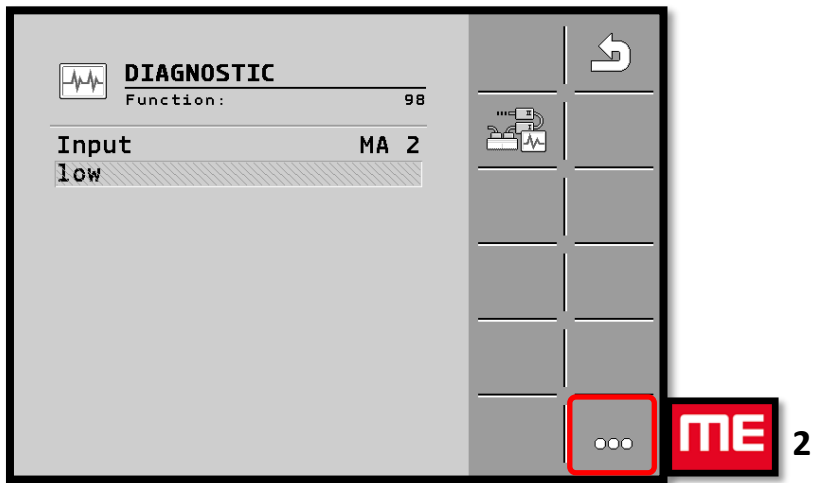 DIAGNOSTIC
Function: 98
Input MA 2
low
ME 2